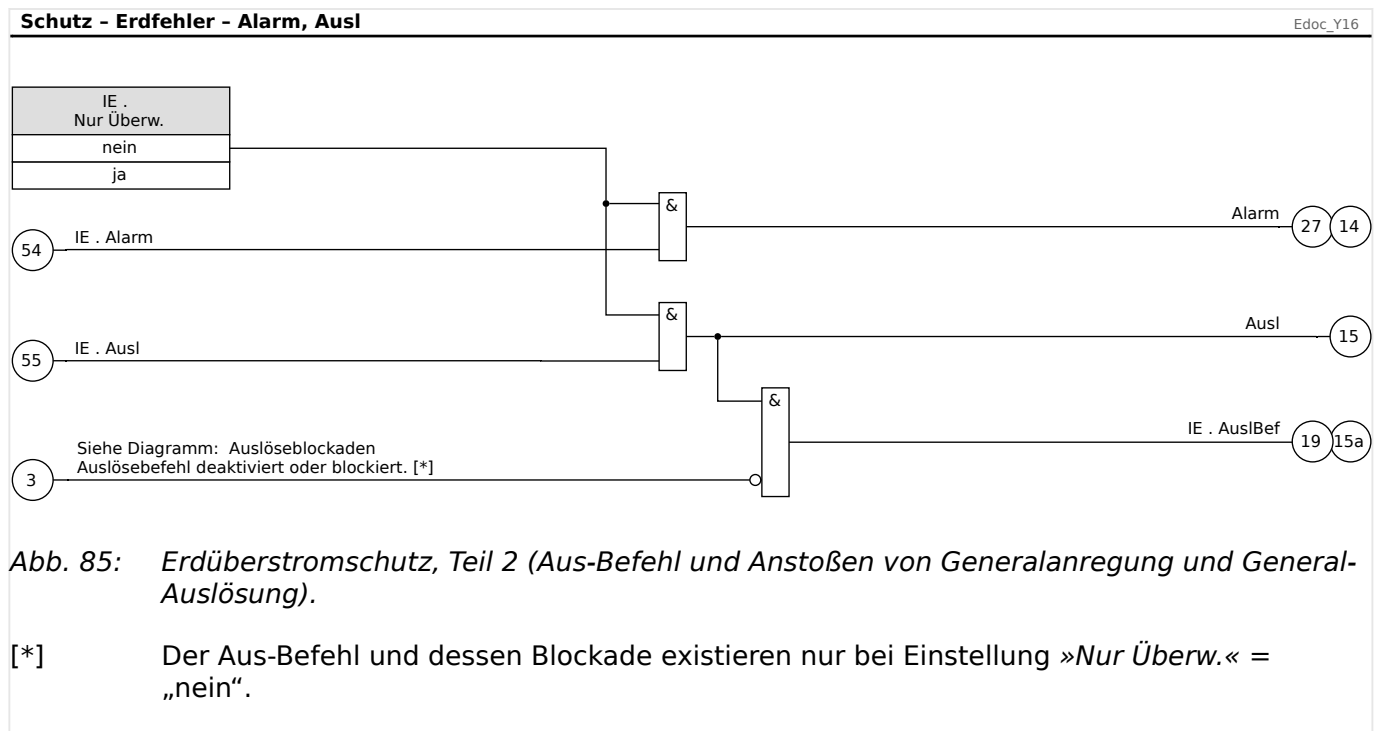 Schutz – Erdfehler – Alarm, Ausl
Edoc_Y16
IE .
Nur Überw.
nein
ja
&
Alarm
27 14
54
IE . Alarm
&
Ausl
15
55
IE . Ausl
&
IE . AuslBef
19 15a
Siehe Diagramm: Auslöseblockaden
Auslösebefehl deaktiviert oder blockiert. [*]
3
Abb. 85: Erdüberstromschutz, Teil 2 (Aus-Befehl und Anstoßen von Generalanregung und General-
Auslösung).
[*] Der Aus-Befehl und dessen Blockade existieren nur bei Einstellung »Nur Überw.« =
„nein“.